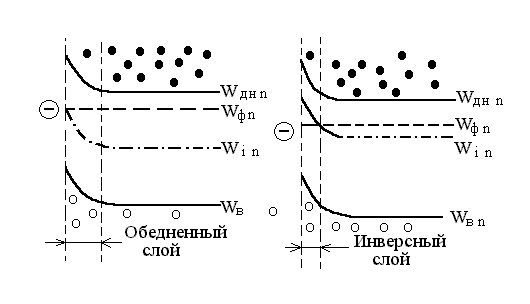 Wдн n
Wф n
Wi n
Wв
Обедненный
слой
Wдн n
Wф n
Wi n
Wв n
Инверсный
слой